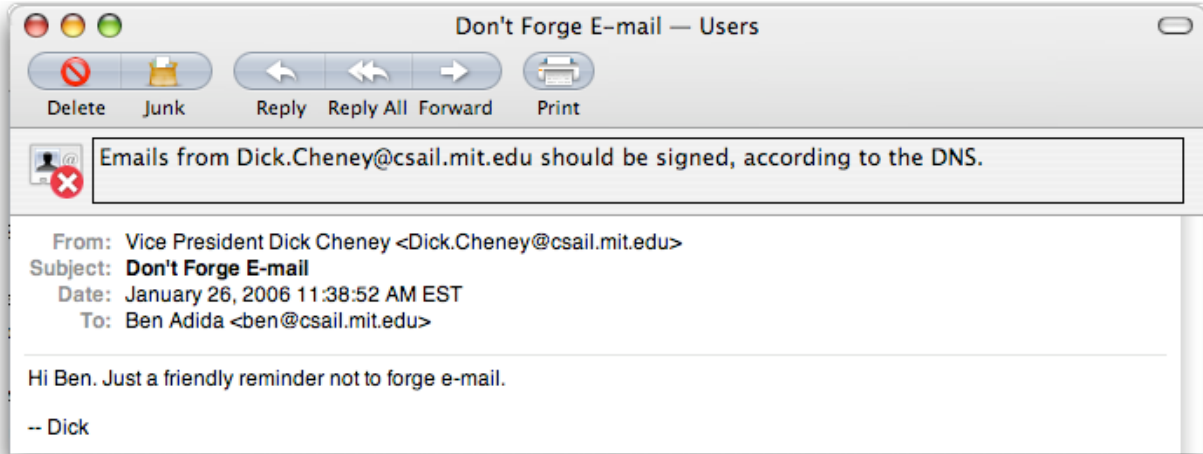 Don't Forge E-mail — Users
Delete Junk Reply Reply All Forward Print
Emails from Dick.Cheney@csail.mit.edu should be signed, according to the DNS.
From: Vice President Dick Cheney <Dick.Cheney@csail.mit.edu>
Subject: Don't Forge E-mail
Date: January 26, 2006 11:38:52 AM EST
To: Ben Adida <ben@csail.mit.edu>
Hi Ben. Just a friendly reminder not to forge e-mail.
-- Dick